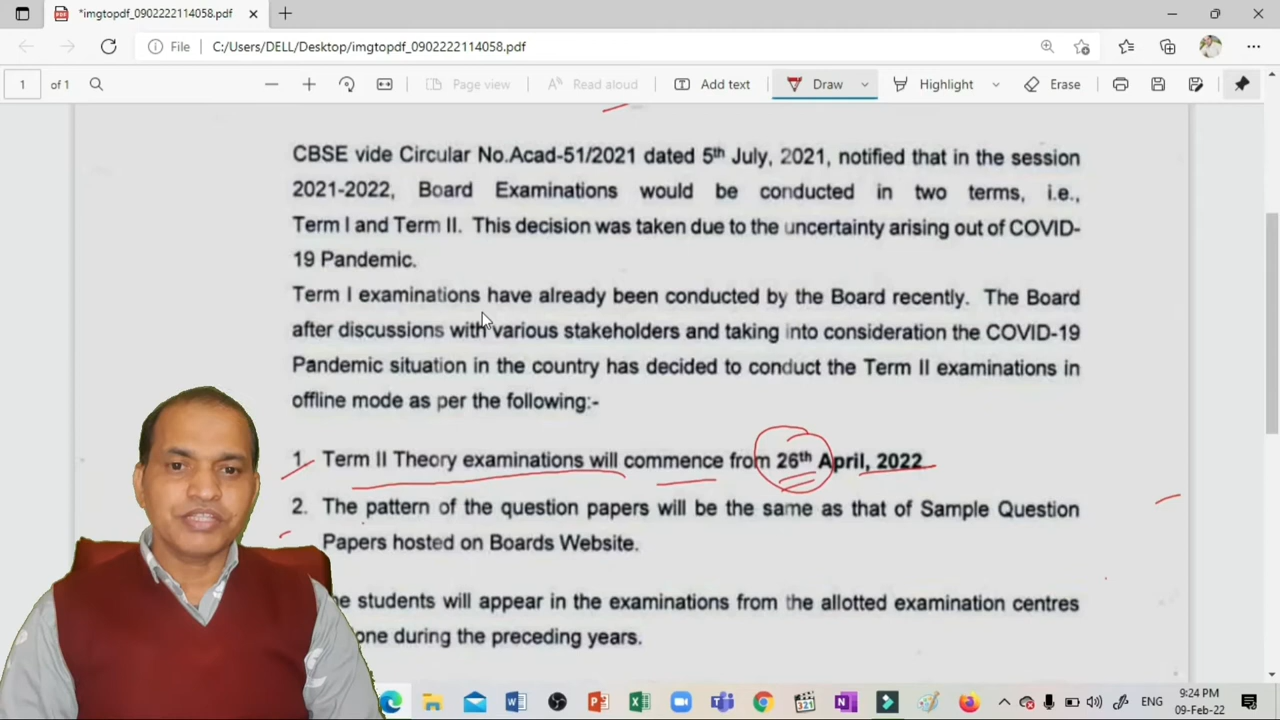 *imgtopdf_0902222114058.pdf
File C:/Users/DELL/Desktop/imgtopdf_0902222114058.pdf
1 of 1 Page view Read aloud Add text Draw Highlight Erase
CBSE vide Circular No.Acad-51/2021 dated 5th July, 2021, notified that in the session
2021-2022, Board Examinations would be conducted in two terms, i.e.,
Term I and Term II. This decision was taken due to the uncertainty arising out of COVID-
19 Pandemic.
Term I examinations have already been conducted by the Board recently. The Board
after discussions with various stakeholders and taking into consideration the COVID-19
Pandemic situation in the country has decided to conduct the Term II examinations in
offline mode as per the following:-
1. Term II Theory examinations will commence from 26th April, 2022.
2. The pattern of the question papers will be the same as that of Sample Question
Papers hosted on Boards Website.
students will appear in the examinations from the allotted examination centres
one during the preceding years.
ENG 9:24 PM
09-Feb-22